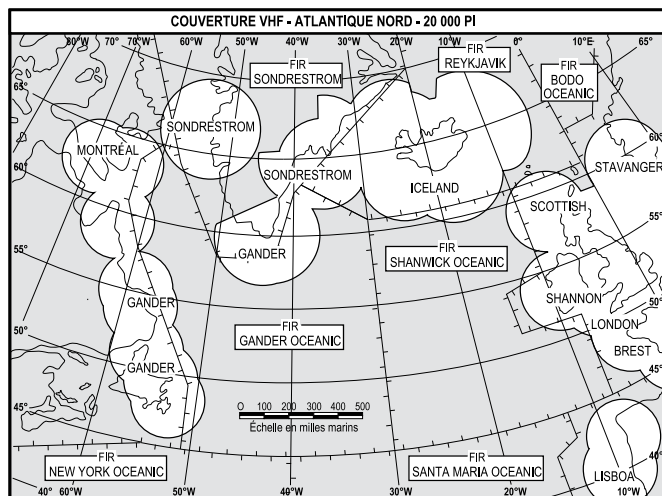 COUVERTURE VHF - ATLANTIQUE NORD - 20 000 PI
80°W 70°W 70°W 60°W 50°W 40°W 30°W 20°W 10°W 0° 10°E 65°
FIR
SONDRESTROM
FIR
REYKJAVIK
FIR
BODO
OCEANIC
65°
60°
SONDRESTROM
MONTRÉAL
SONDRESTROM
ICELAND
STAVANGER
60°
SCOTTISH
55°
GANDER
FIR
SHANWICK OCEANIC
55°
GANDER
SHANNON
50°
FIR
GANDER OCEANIC
LONDON
BREST
50°
GANDER
45°
45°
0 100 200 300 400 500
Échelle en milles marins
FIR
NEW YORK OCEANIC
FIR
SANTA MARIA OCEANIC
40°
LISBOA
40° 60°W 50°W 40°W 30°W 20°W 10°W